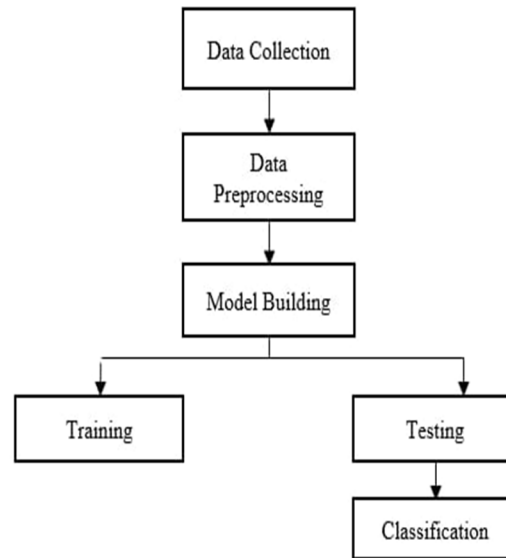 Data Collection
Data
Preprocessing
Model Building
Training
Testing
Classification